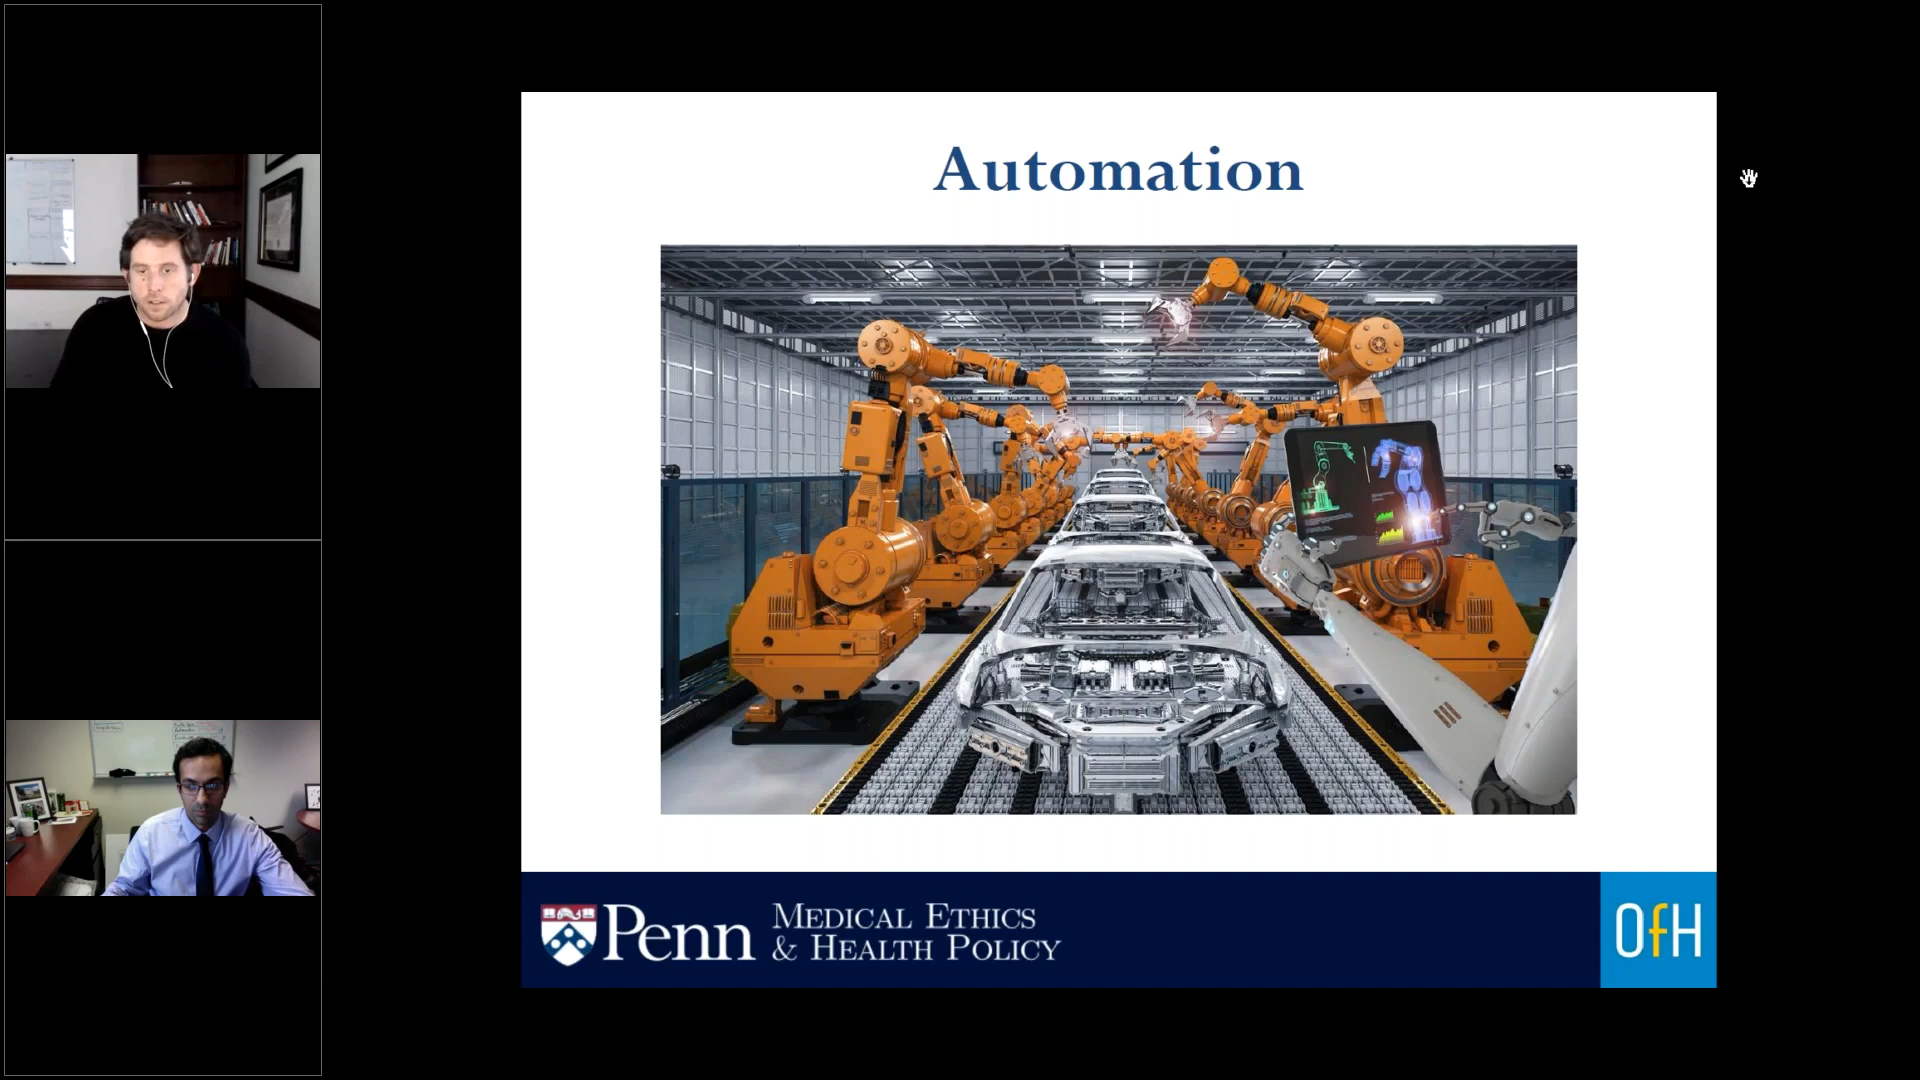 Automation
Penn
MEDICAL ETHICS
& HEALTH POLICY
OfH